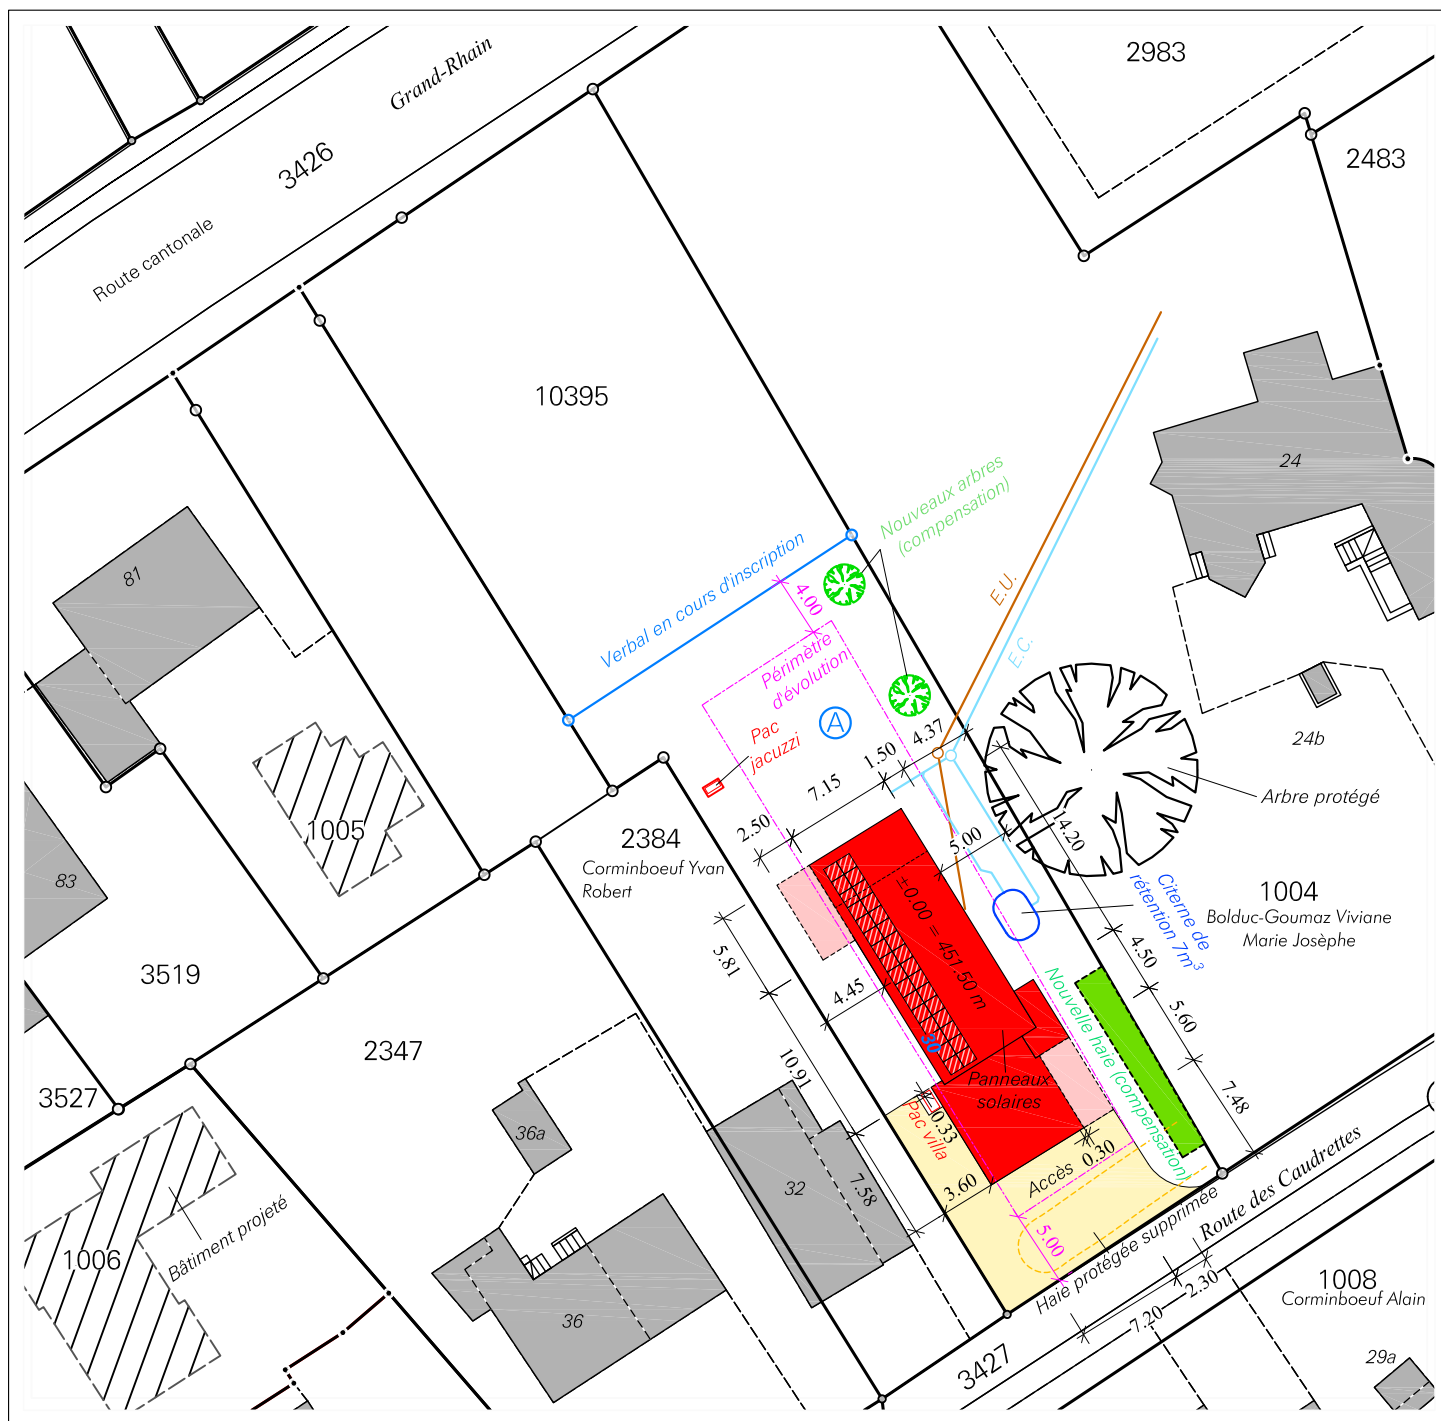 2983
Grand-Rhain
3426
2483
Route cantonale
10395
24
Nouveaux arbres
(compensation)
Verbal en cours d'inscription
81
E.U.
4.00
E.C.
Périmètre
d'évolution
A
Pac
jacuzzi
4.37
1.50
24b
7.15
Arbre protégé
1005
2384
2.50
5.00
14.20
Corminboeuf Yvan
Robert
83
Citerne de
rétention 7m³
1004
Bolduc-Goumaz Viviane
Marie Josèphe
±0.00 = 451.50 m
5.81
4.50
3519
4.45
Nouvelle haie (compensation)
5.60
30
2347
10.91
3527
Panneaux
solaires
7.48
Pac villa
0.33
36a
0.30
32
7.58
Accès
3.60
Route des Caudrettes
5.00
Haie protégée supprimée
Bâtiment projeté
1006
2.30
1008
Corminboeuf Alain
7.20
36
3427
29a